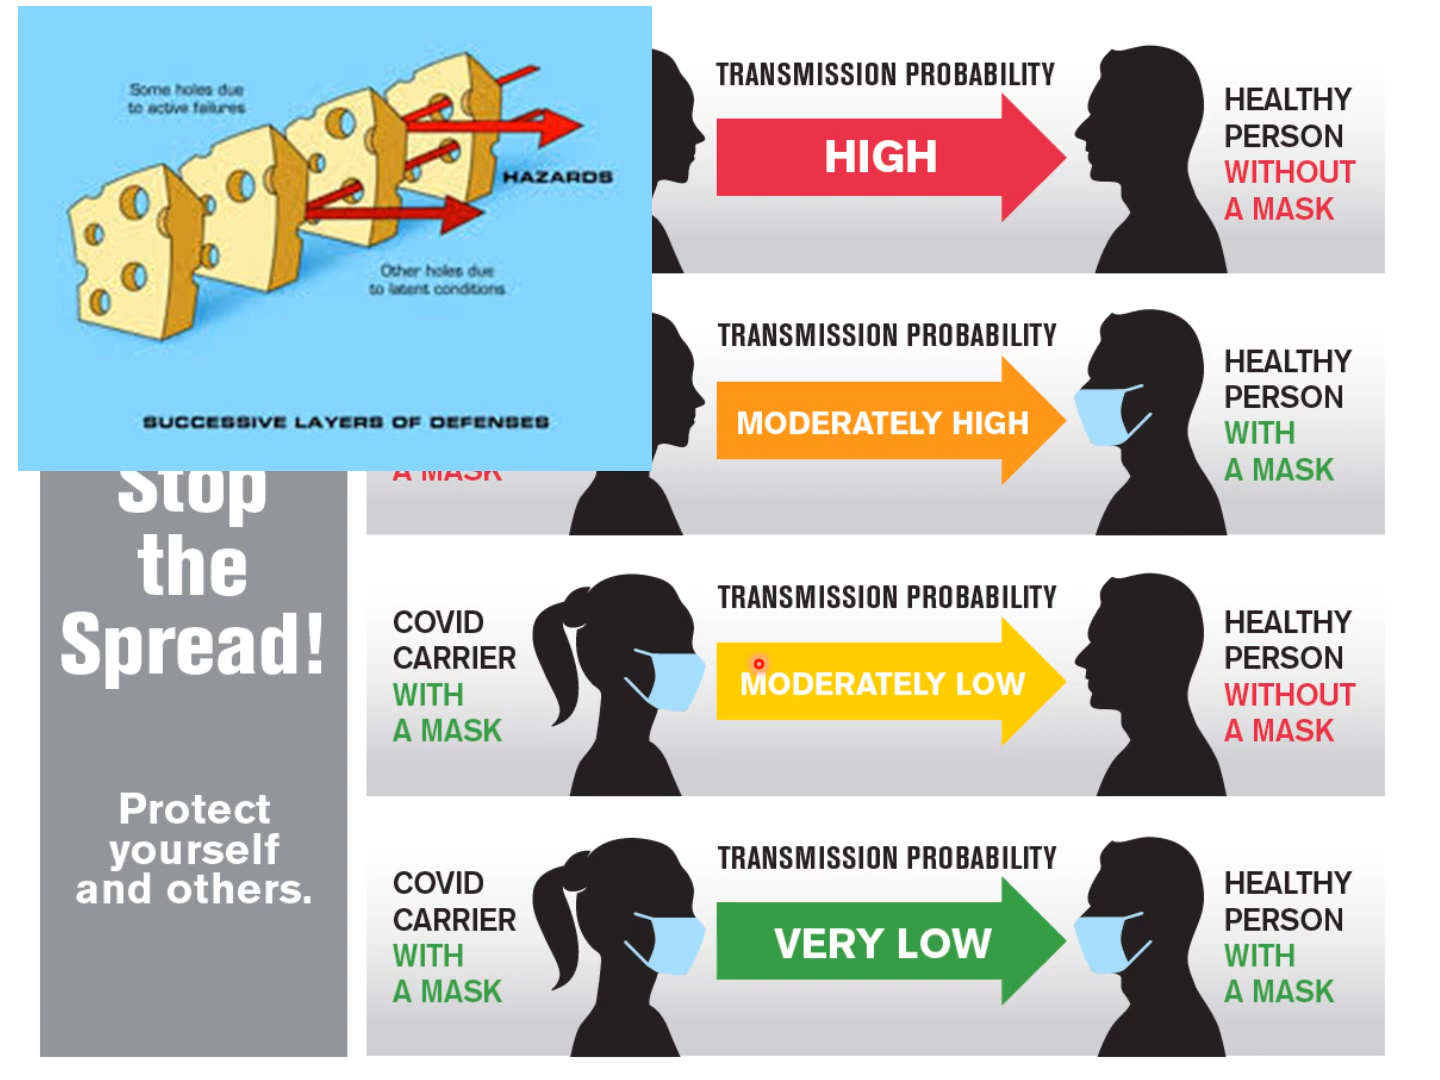 Some holes due
to active failures
HAZARDS
Other holes due
to latent conditions
SUCCESSIVE LAYERS OF DEFENSES
Stop
the
Spread!
Protect
yourself
and others.
TRANSMISSION PROBABILITY
HIGH
HEALTHY
PERSON
WITHOUT
A MASK
A MASK
TRANSMISSION PROBABILITY
MODERATELY HIGH
HEALTHY
PERSON
WITH
A MASK
COVID
CARRIER
WITH
A MASK
TRANSMISSION PROBABILITY
MODERATELY LOW
HEALTHY
PERSON
WITHOUT
A MASK
COVID
CARRIER
WITH
A MASK
TRANSMISSION PROBABILITY
VERY LOW
HEALTHY
PERSON
WITH
A MASK